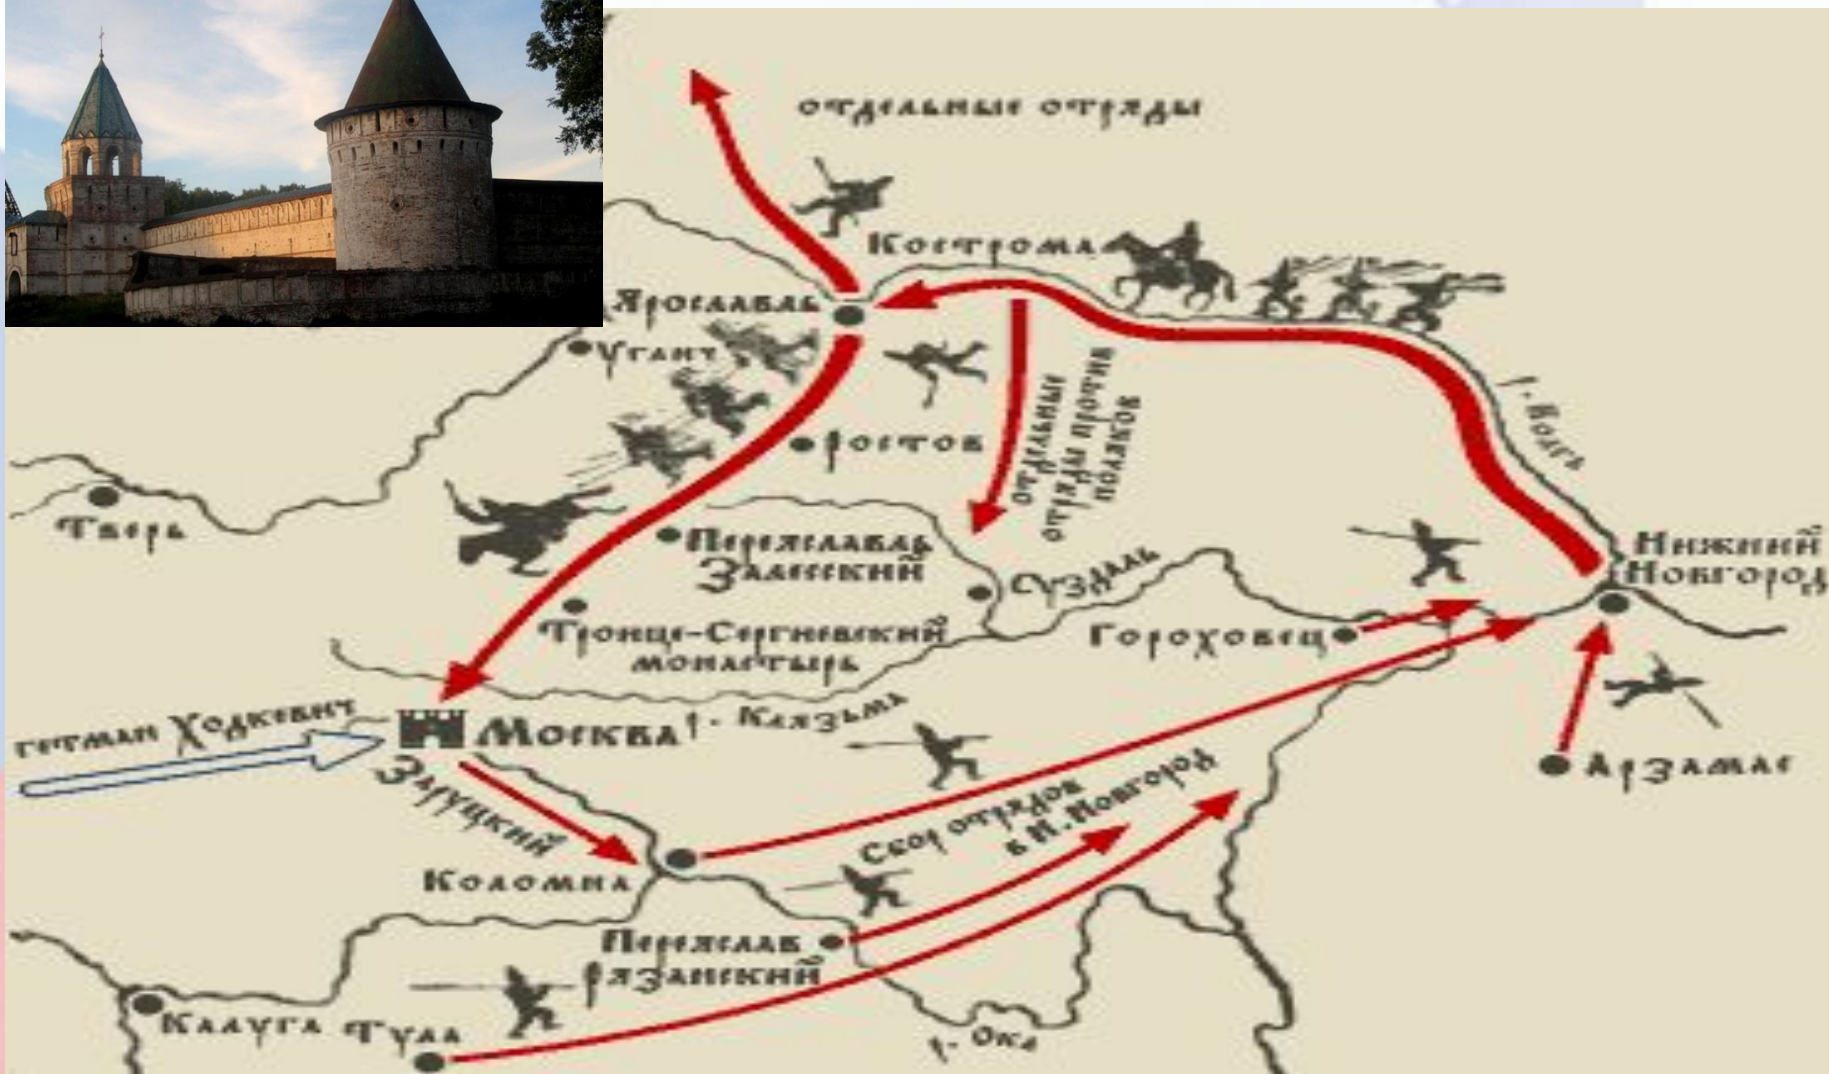 отдельные отряды
Кострома
Ярославль
Углич
р. Волга
отдельные
отряды против
поляков
Ростов
Тверь
Переяславль
Залесский
Нижний
Новгород
Суздаль
Троице-Сергиевский
монастырь
Гороховец
гетман Ходкевич
Москва
р. Клязьма
Арзамас
Заруцкий
Сбор отрядов
в Н. Новгород
Коломна
Переяслав
Рязанский
Калуга
Тула
р. Ока